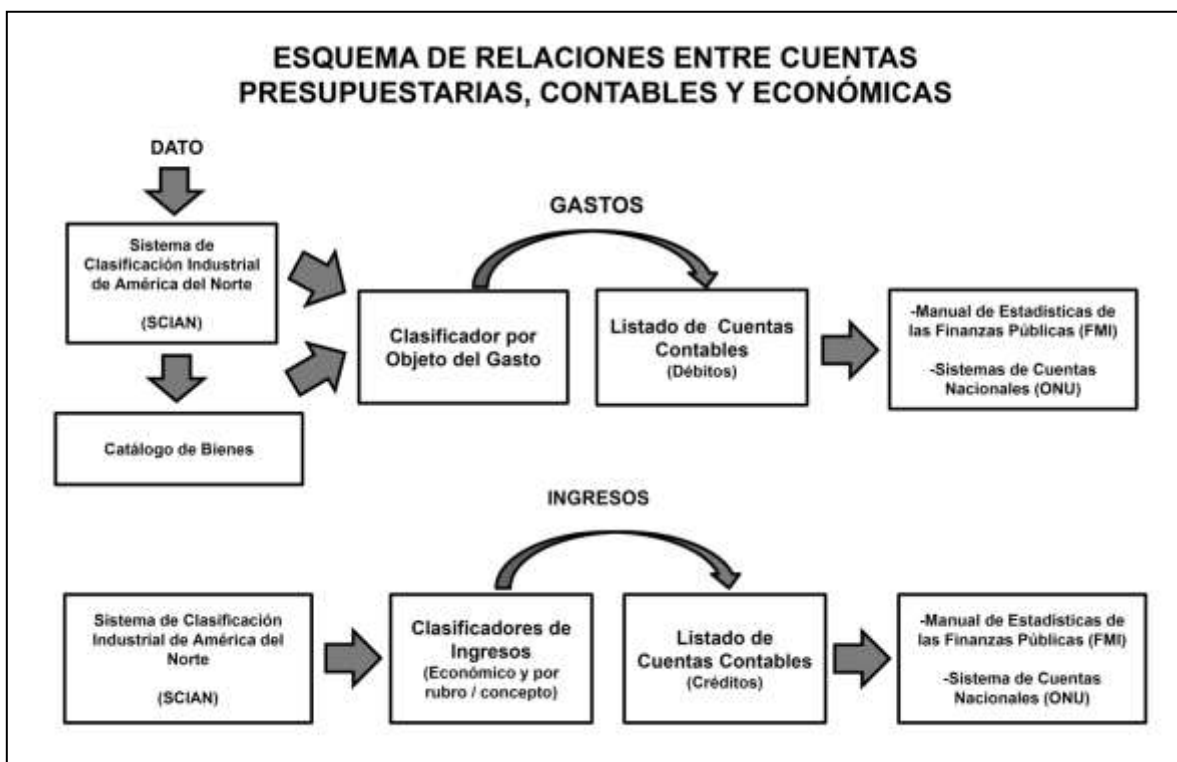 ESQUEMA DE RELACIONES ENTRE CUENTAS
PRESUPUESTARIAS, CONTABLES Y ECONÓMICAS
DATO
GASTOS
Sistema de
Clasificación Industrial
de América del Norte
(SCIAN)
Clasificador por
Objeto del Gasto
Listado de Cuentas
Contables
(Débitos)
-Manual de Estadísticas de
las Finanzas Públicas (FMI)
-Sistemas de Cuentas
Nacionales (ONU)
Catálogo de Bienes
INGRESOS
Sistema de Clasificación
Industrial de América del
Norte
(SCIAN)
Clasificadores de
Ingresos
(Económico y por
rubro / concepto)
Listado de
Cuentas Contables
(Créditos)
-Manual de Estadísticas de
las Finanzas Públicas (FMI)
-Sistema de Cuentas
Nacionales (ONU)